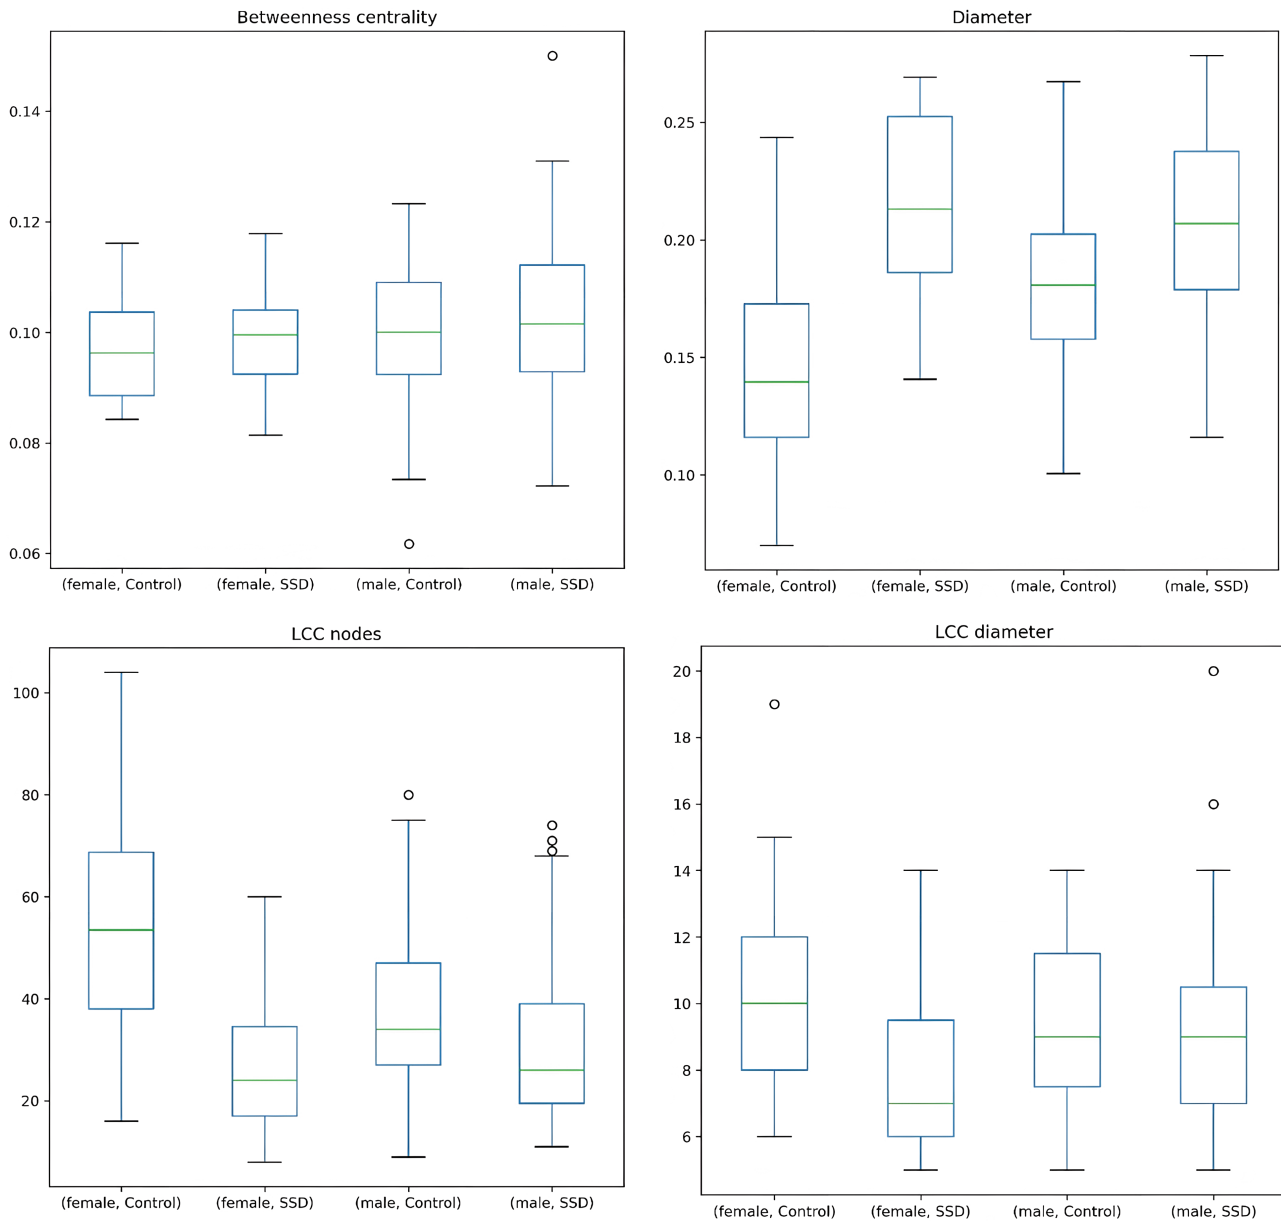 Betweenness centrality
0.14
0.12
0.10
0.08
0.06
(female, Control) (female, SSD) (male, Control) (male, SSD)
Diameter
0.25
0.20
0.15
0.10
(female, Control) (female, SSD) (male, Control) (male, SSD)
LCC nodes
100
80
60
40
20
(female, Control) (female, SSD) (male, Control) (male, SSD)
LCC diameter
20
18
16
14
12
10
8
6
(female, Control) (female, SSD) (male, Control) (male, SSD)